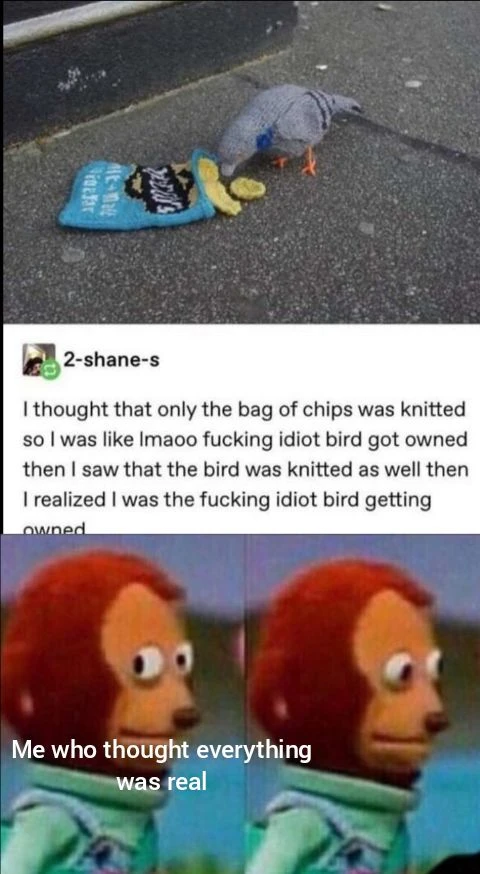 2-shane-s
I thought that only the bag of chips was knitted
so I was like lmaoo fucking idiot bird got owned
then I saw that the bird was knitted as well then
I realized I was the fucking idiot bird getting
owned
Me who thought everything
was real